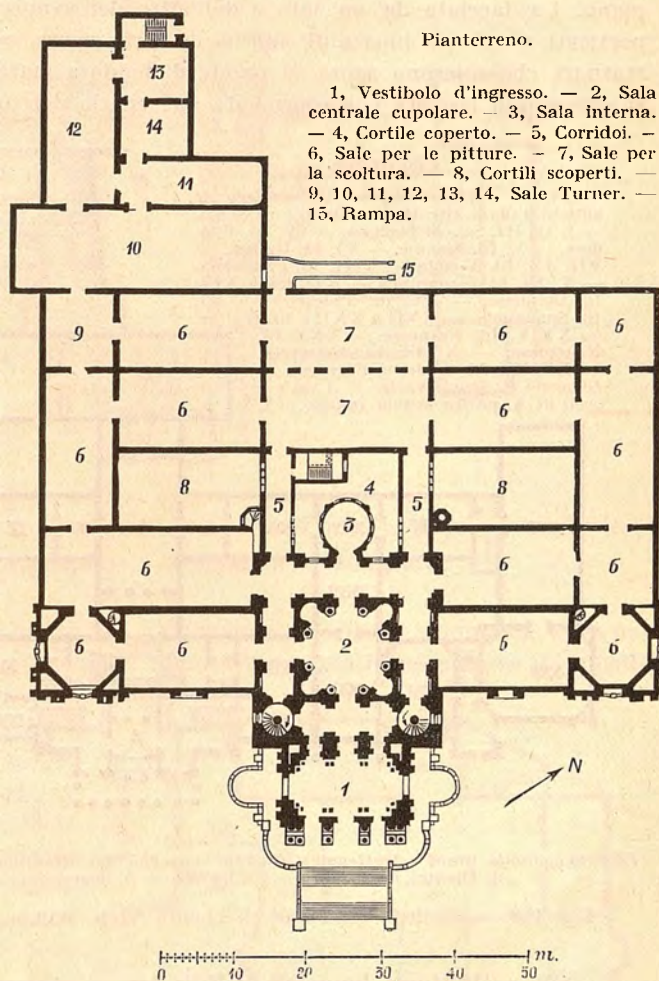 Pianterreno.
1, Vestibolo d'ingresso. — 2, Sala
centrale cupolare. — 3, Sala interna.
— 4, Cortile coperto. — 5, Corridoi. —
6, Sale per le pitture. — 7, Sale per
la scoltura. — 8, Cortili scoperti. —
9, 10, 11, 12, 13, 14, Sale Turner. —
15, Rampa.
13
12
14
11
10
15
9 6 7 6 6
6 7 6
6 8 8 6
5 4 5
3
6 6 6
6 6 2 6 6
1
N
0 10 20 30 40 50 m.